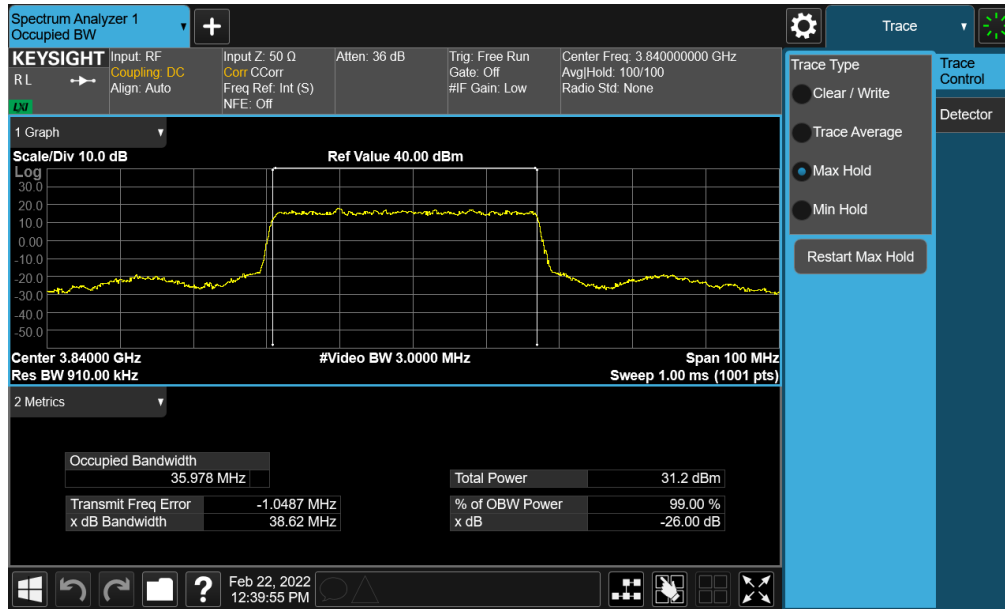 Spectrum Analyzer 1
Occupied BW
Trace
KEYSIGHT
R L
LXI
Input: RF
Coupling: DC
Align: Auto
Input Z: 50 Ω
Corr CCorr
Freq Ref: Int (S)
NFE: Off
Atten: 36 dB
Trig: Free Run
Gate: Off
#IF Gain: Low
Center Freq: 3.840000000 GHz
Avg|Hold: 100/100
Radio Std: None
Trace Type
Clear / Write
Trace Average
Max Hold
Min Hold
Restart Max Hold
Trace
Control
Detector
1 Graph
Scale/Div 10.0 dB
Ref Value 40.00 dBm
Log
30.0
20.0
10.0
0.00
-10.0
-20.0
-30.0
-40.0
-50.0
Center 3.84000 GHz
#Video BW 3.0000 MHz
Span 100 MHz
Res BW 910.00 kHz
Sweep 1.00 ms (1001 pts)
2 Metrics
Occupied Bandwidth
35.978 MHz
Total Power 31.2 dBm
Transmit Freq Error -1.0487 MHz
% of OBW Power 99.00 %
x dB Bandwidth 38.62 MHz
x dB -26.00 dB
?
Feb 22, 2022
12:39:55 PM